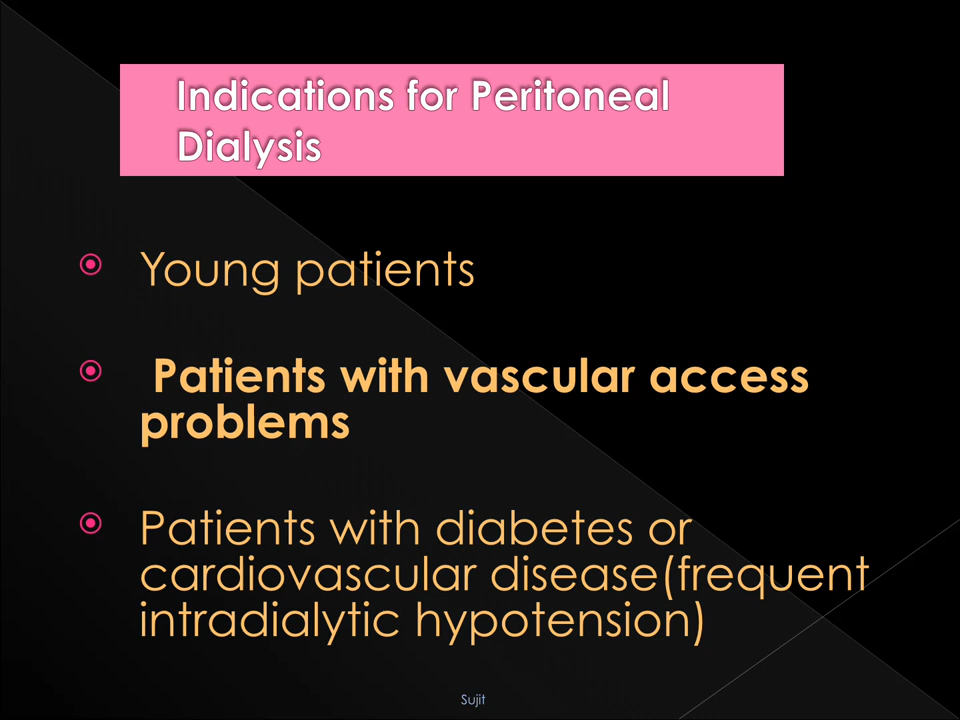 Indications for Peritoneal
Dialysis
Young patients
Patients with vascular access
problems
Patients with diabetes or
cardiovascular disease(frequent
intradialytic hypotension)
Sujit